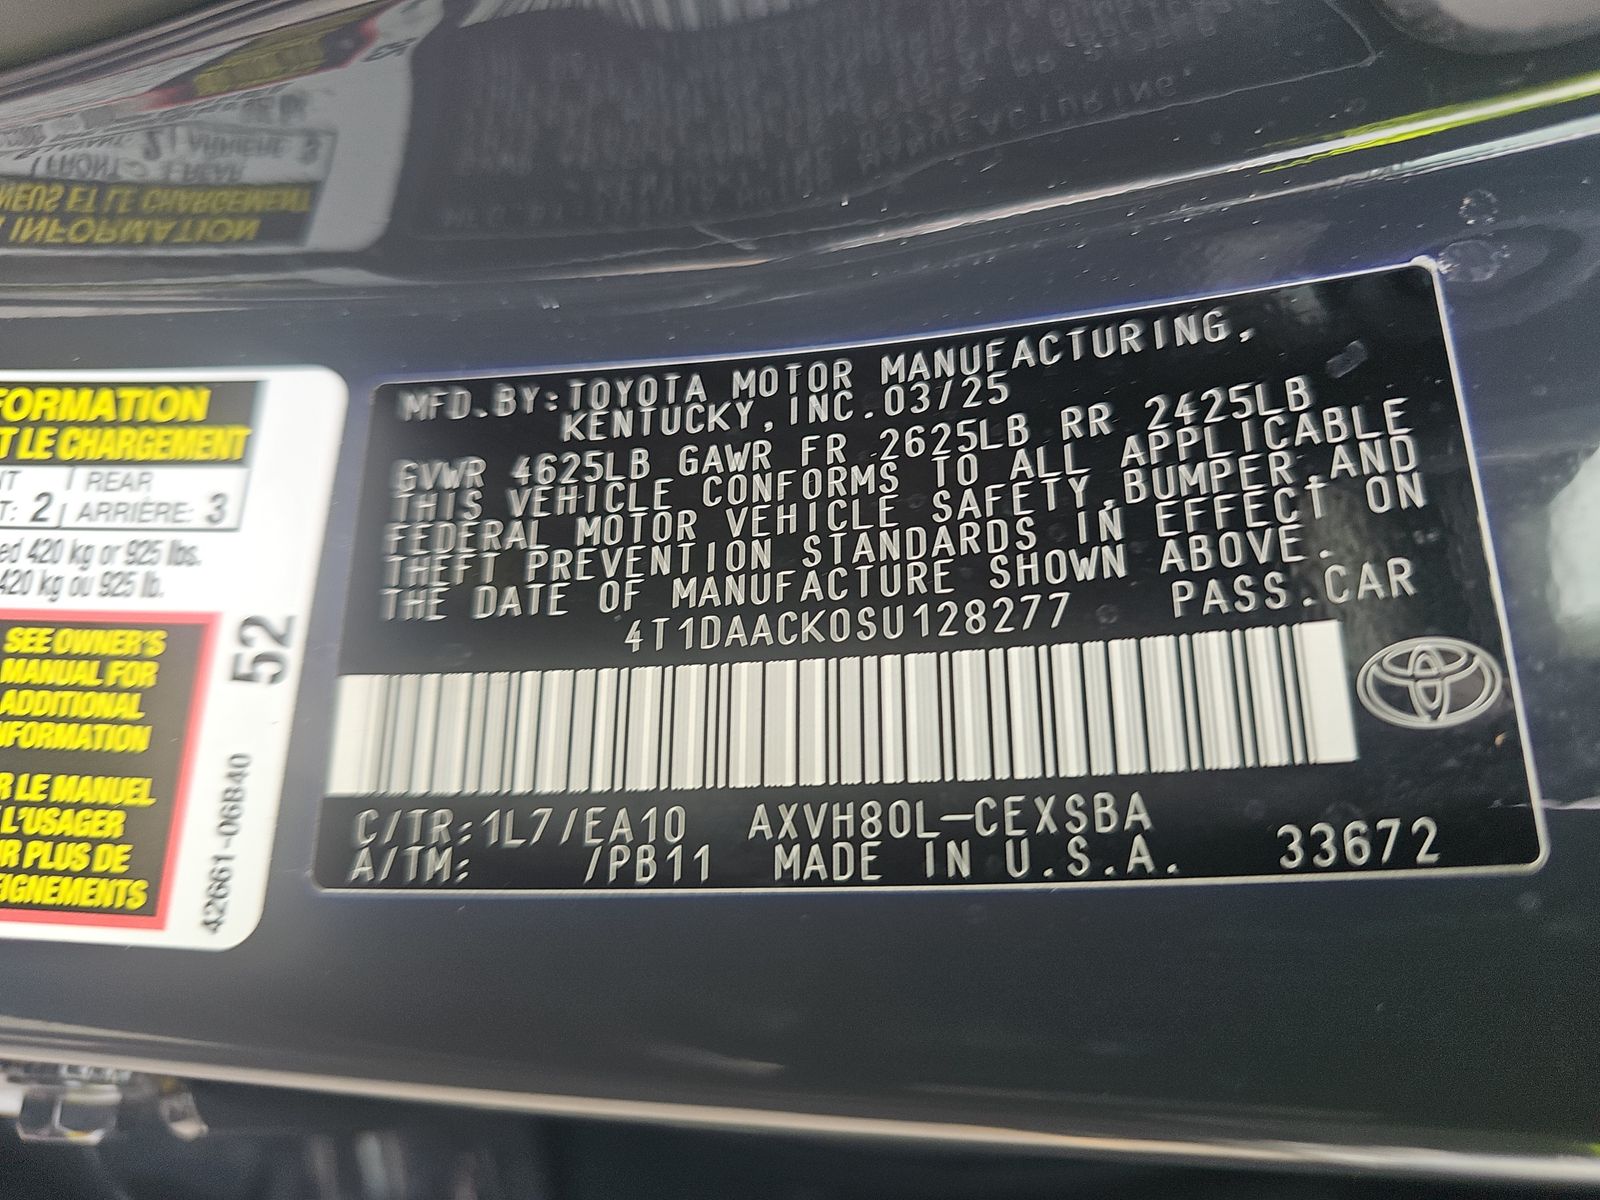 FORMATION
T LE CHARGEMENT
NT REAR
T: 2 ARRIÈRE: 3
ed 420 kg or 925 lbs.
420 kg ou 925 lb.
SEE OWNER'S
MANUAL FOR
ADDITIONAL
NFORMATION
R LE MANUEL
L'USAGER
R PLUS DE
EIGNEMENTS
52
42661-06B40
MFD.BY:TOYOTA MOTOR MANUFACTURING,
KENTUCKY,INC.03/25
GVWR 4625LB GAWR FR 2625LB RR 2425LB
THIS VEHICLE CONFORMS TO ALL APPLICABLE
FEDERAL MOTOR VEHICLE SAFETY,BUMPER,AND
THEFT PREVENTION STANDARDS IN EFFECT ON
THE DATE OF MANUFACTURE SHOWN ABOVE.
4T1DAACK0SU128277 PASS.CAR
C/TR:1L7/EA10 AXVH80L-CEXSBA
A/TM: /PB11 MADE IN U.S.A. 33672